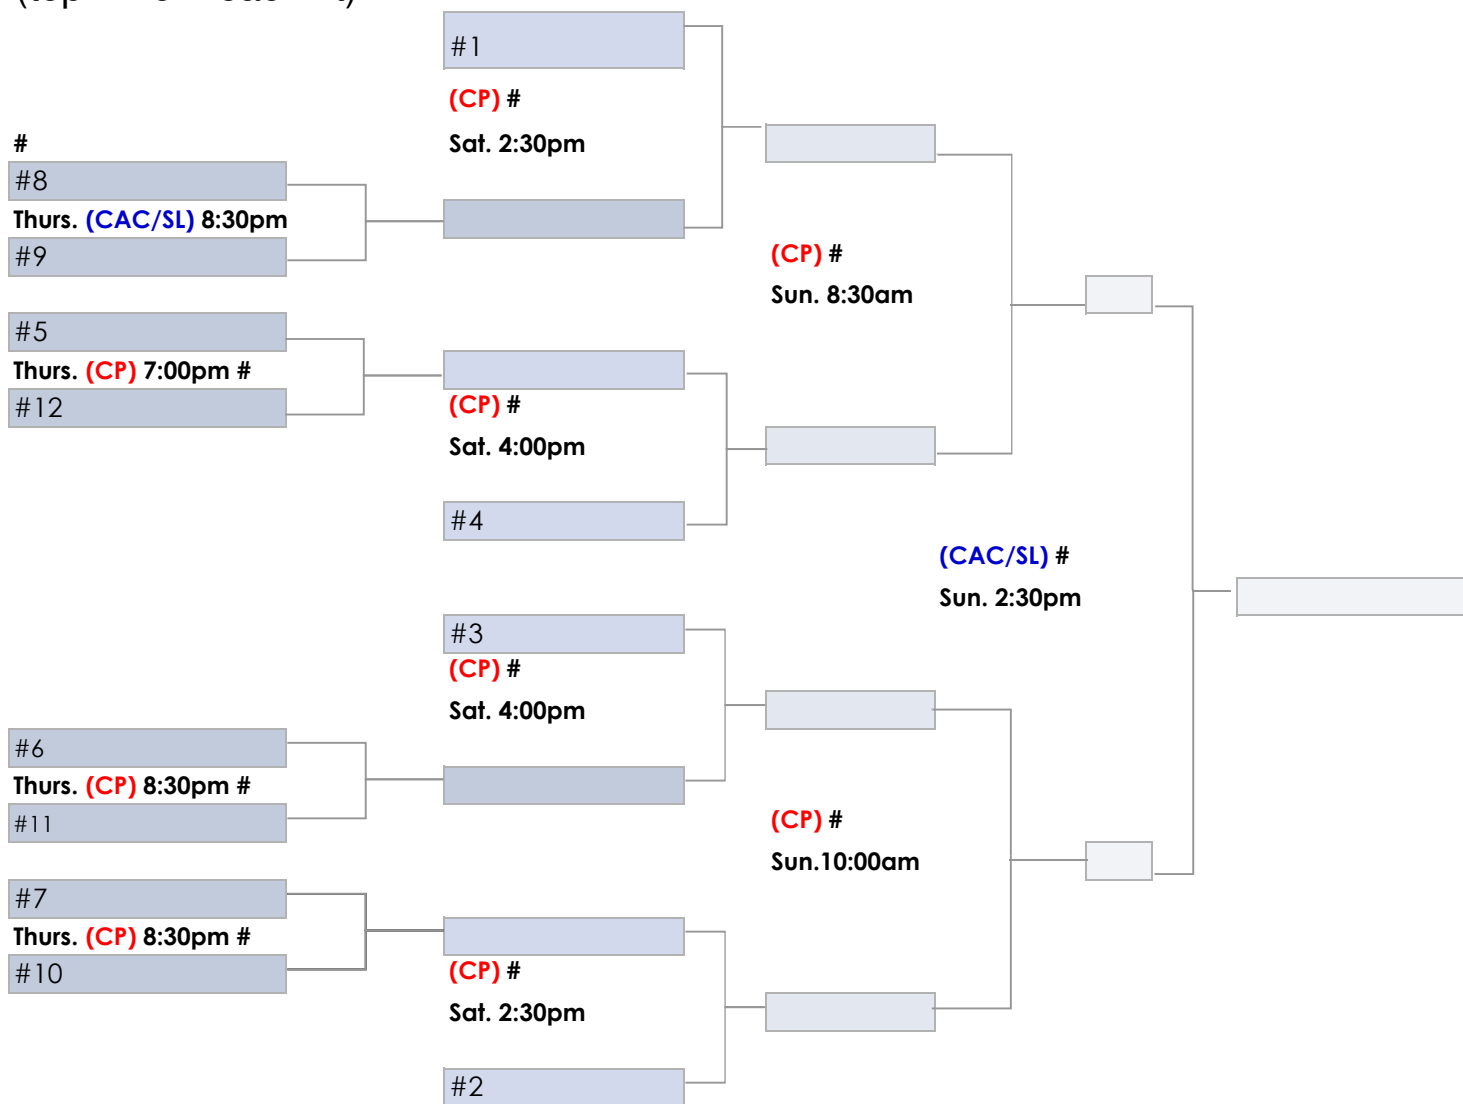 #1
(CP) #
Sat. 2:30pm
#
#8
Thurs. (CAC/SL) 8:30pm
#9
(CP) #
Sun. 8:30am
#5
Thurs. (CP) 7:00pm #
#12
(CP) #
Sat. 4:00pm
#4
(CAC/SL) #
Sun. 2:30pm
#3
(CP) #
Sat. 4:00pm
#6
Thurs. (CP) 8:30pm #
#11
(CP) #
Sun.10:00am
#7
Thurs. (CP) 8:30pm #
#10
(CP) #
Sat. 2:30pm
#2